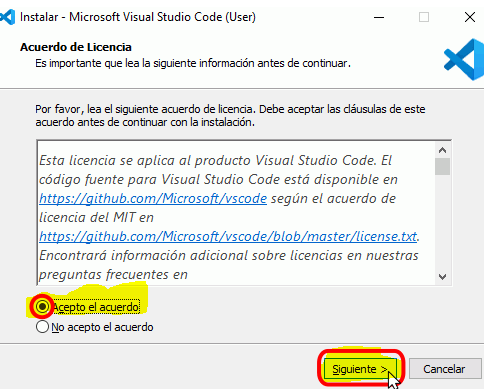 Instalar - Microsoft Visual Studio Code (User)
Acuerdo de Licencia
Es importante que lea la siguiente información antes de continuar.
Por favor, lea el siguiente acuerdo de licencia. Debe aceptar las cláusulas de este
acuerdo antes de continuar con la instalación.
Esta licencia se aplica al producto Visual Studio Code. El
código fuente para Visual Studio Code está disponible en
https://github.com/Microsoft/vscode según el acuerdo de
licencia del MIT en
https://github.com/Microsoft/vscode/blob/master/license.txt.
Encontrará información adicional sobre licencias en nuestras
preguntas frecuentes en
Acepto el acuerdo
No acepto el acuerdo
Siguiente >
Cancelar